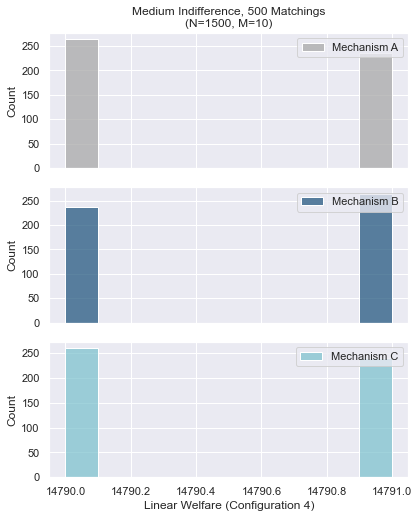 Medium Indifference, 500 Matchings
(N=1500, M=10)
Count
250
200
150
100
50
0
Mechanism A
Count
250
200
150
100
50
0
Mechanism B
Count
250
200
150
100
50
0
Mechanism C
14790.0 14790.2 14790.4 14790.6 14790.8 14791.0
Linear Welfare (Configuration 4)